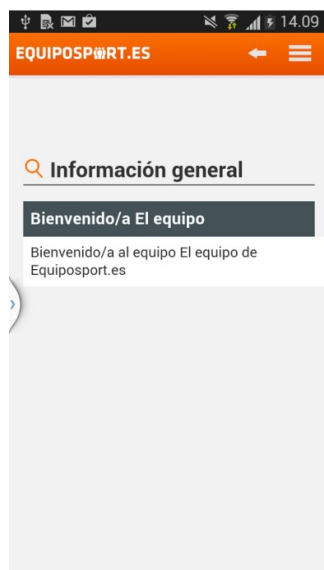 14.09
EQUIPOSPORT.ES
Información general
Bienvenido/a El equipo
Bienvenido/a al equipo El equipo de
Equiposport.es